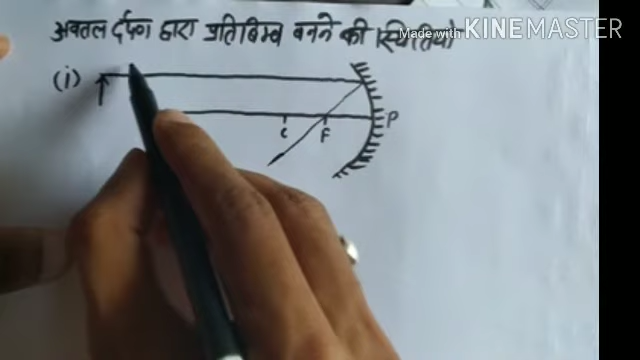 अवतल दर्पण द्वारा प्रतिबिम्ब बनने की स्थितियो
Made with KINEMASTER
(i)
C F P